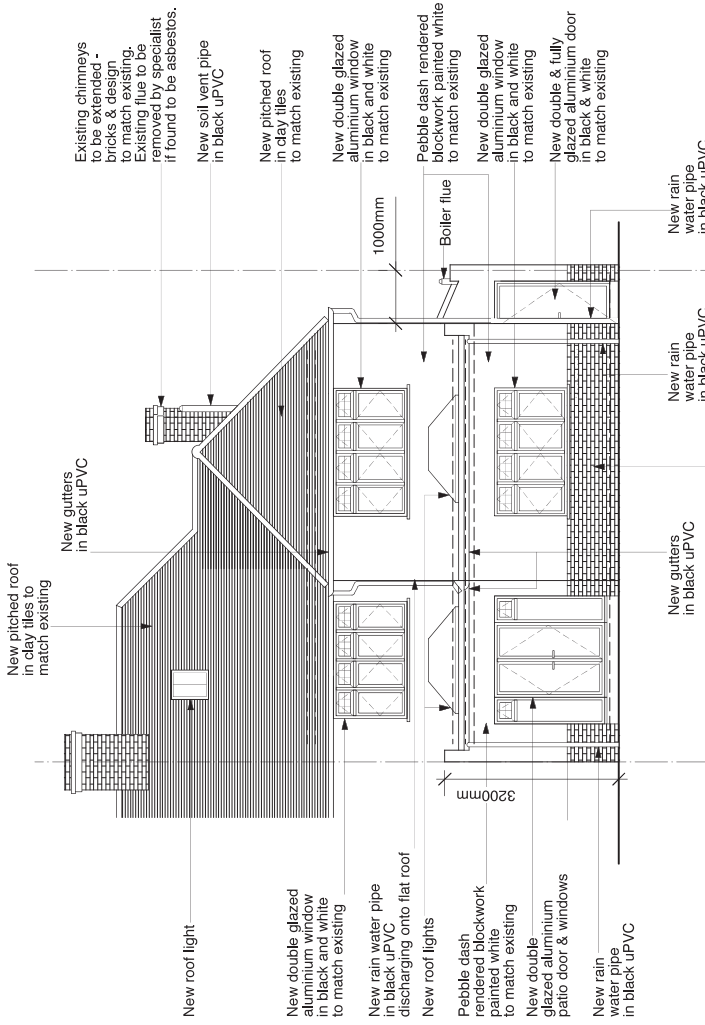 Existing chimneys
to be extended -
bricks & design
to match existing.
Existing flue to be
removed by specialist
if found to be asbestos.
New soil vent pipe
in black uPVC
New pitched roof
in clay tiles
to match existing
New double glazed
aluminium window
in black and white
to match existing
Pebble dash rendered
blockwork painted white
to match existing
New double glazed
aluminium window
in black and white
to match existing
New double & fully
glazed aluminium door
in black & white
to match existing
1000mm
Boiler flue
New rain
water pipe
in black uPVC
New rain
water pipe
in black uPVC
New gutters
in black uPVC
New gutters
in black uPVC
New pitched roof
in clay tiles to
match existing
3200mm
New roof light
New double glazed
aluminium window
in black and white
to match existing
New rain water pipe
in black uPVC
discharging onto flat roof
New roof lights
Pebble dash
rendered blockwork
painted white
to match existing
New double
glazed aluminium
patio door & windows
New rain
water pipe
in black uPVC